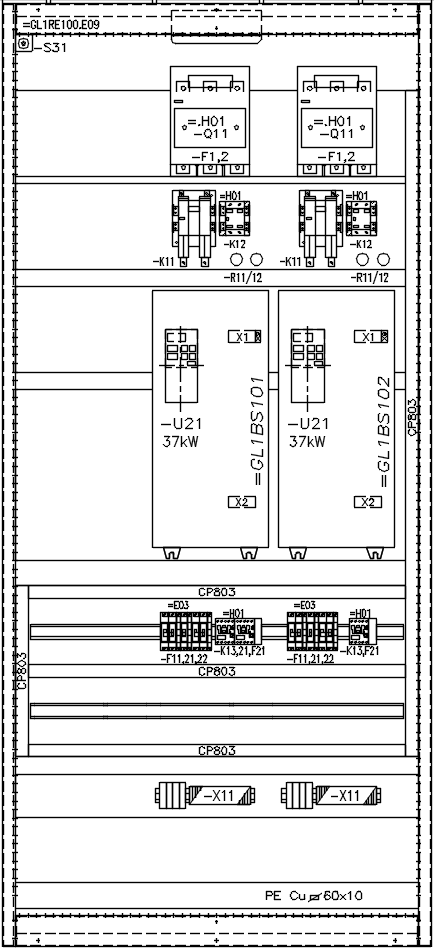 =GL1RE100.E09
-S31
=.H01 =.H01
-Q11 -Q11
-F1,2 -F1,2
=H01 =H01
-K12 -K12
-K11 -K11
-R11/12 -R11/12
X1 X1
=GL1BS101 =GL1BS102
CP803
-U21 -U21
37kW 37kW
X2 X2
CP803
=E03 =H01 =E03 =H01
-F11,21,22 -K13,21,F21 -F11,21,22 -K13,F21
CP803
CP803
CP803
-X11 -X11
PE Cu 60x10